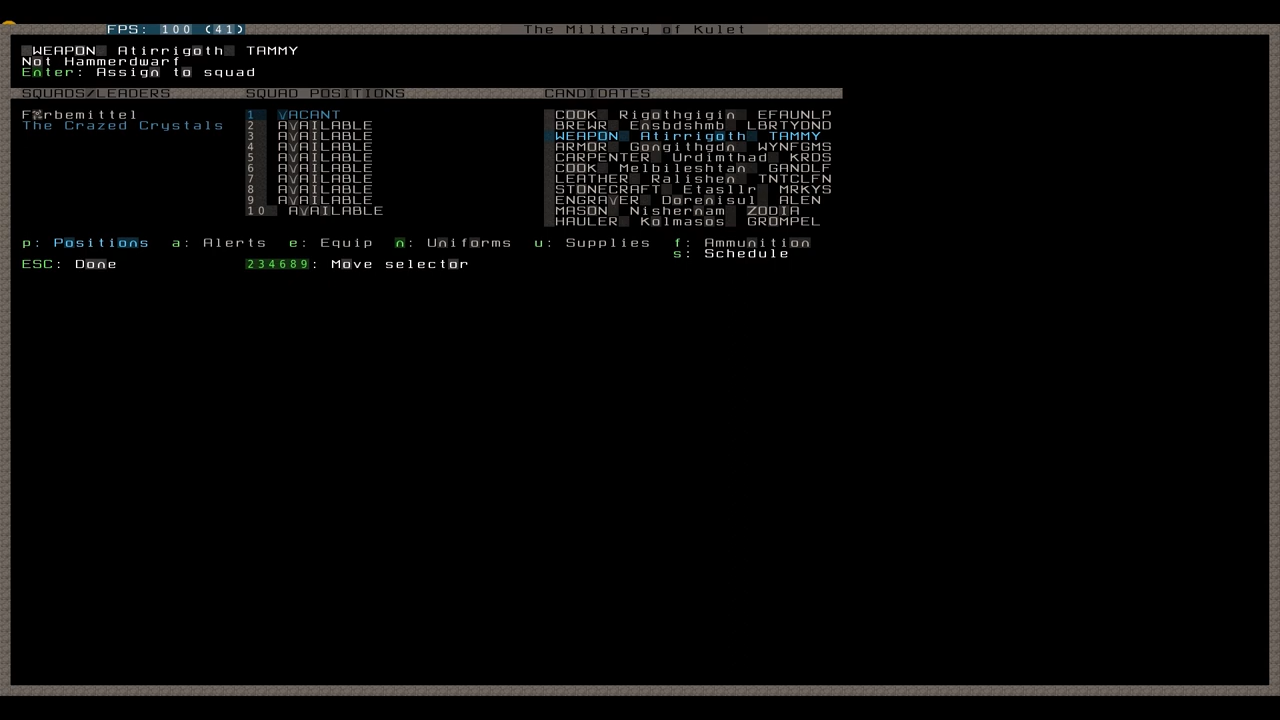 FPS: 100 (41) The Military of Kulet
WEAPON Atirrigoth TAMMY
Not Hammerdwarf
Enter: Assign to squad
SQUADS/LEADERS SQUAD POSITIONS CANDIDATES
1 VACANT COOK Rigothgigin EFAUNLP
The Crazed Crystals 2 AVAILABLE BREWR Ensbdshmb LBRTYDND
3 AVAILABLE WEAPON Atirrigoth TAMMY
4 AVAILABLE ARMOR Gongithgdn WYNFGMS
5 AVAILABLE CARPENTER Urdimthad KRDS
6 AVAILABLE COOK Melbileshtan GANDLF
7 AVAILABLE LEATHER Ralishen TNTCLFN
8 AVAILABLE STONECRAFT Etasllr MRKYS
9 AVAILABLE ENGRAVER Dorenisul ALEN
10 AVAILABLE MASON Nishernam ZODIA
HAULER Kolmasos GROMPEL
p: Positions a: Alerts e: Equip n: Uniforms u: Supplies f: Ammunition
s: Schedule
ESC: Done 234689: Move selector